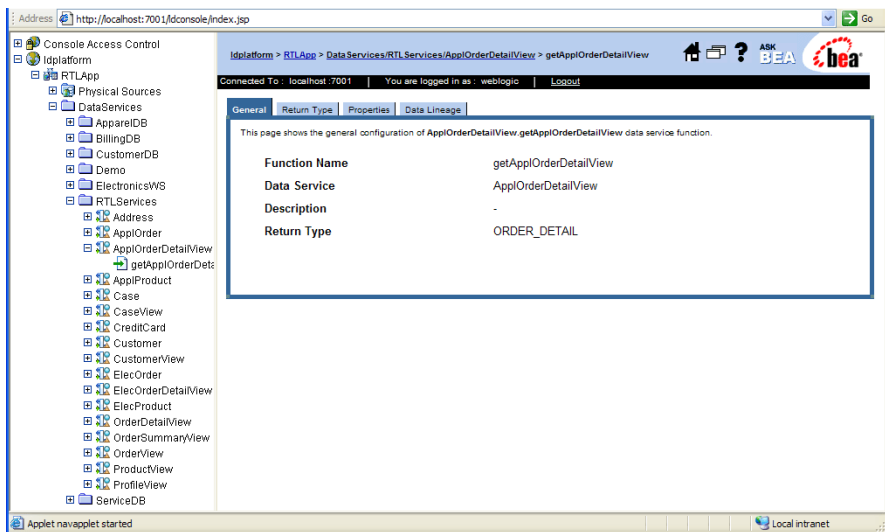 Address http://localhost:7001/ldconsole/index.jsp Go
Console Access Control
ldplatform
RTLApp
Physical Sources
DataServices
ApparelDB
BillingDB
CustomerDB
Demo
ElectronicsWS
RTLServices
Address
ApplOrder
ApplOrderDetailView
getApplOrderDeta
ApplProduct
Case
CaseView
CreditCard
Customer
CustomerView
ElecOrder
ElecOrderDetailView
ElecProduct
OrderDetailView
OrderSummaryView
OrderView
ProductView
ProfileView
ServiceDB
ldplatform > RTLApp > DataServices/RTLServices/ApplOrderDetailView > getApplOrderDetailView
? ASK BEA bea
Connected To : localhost :7001 | You are logged in as : weblogic | Logout
General Return Type Properties Data Lineage
This page shows the general configuration of ApplOrderDetailView.getApplOrderDetailView data service function.
Function Name getApplOrderDetailView
Data Service ApplOrderDetailView
Description -
Return Type ORDER_DETAIL
Applet navapplet started Local intranet